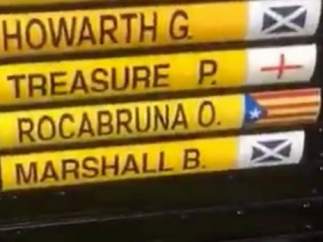 HOWARTH G.
TREASURE P.
ROCABRUNA O.
MARSHALL B.